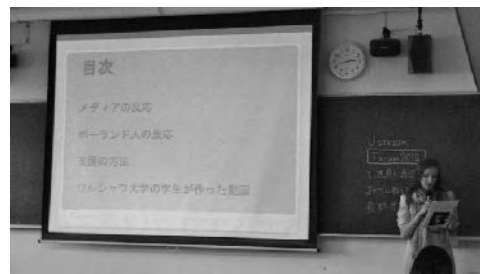 目次
メディアの反応
ポーランド人の反応
支援の方法
ワルシャワ大学の学生が作った動画
Ustream
Forum2012